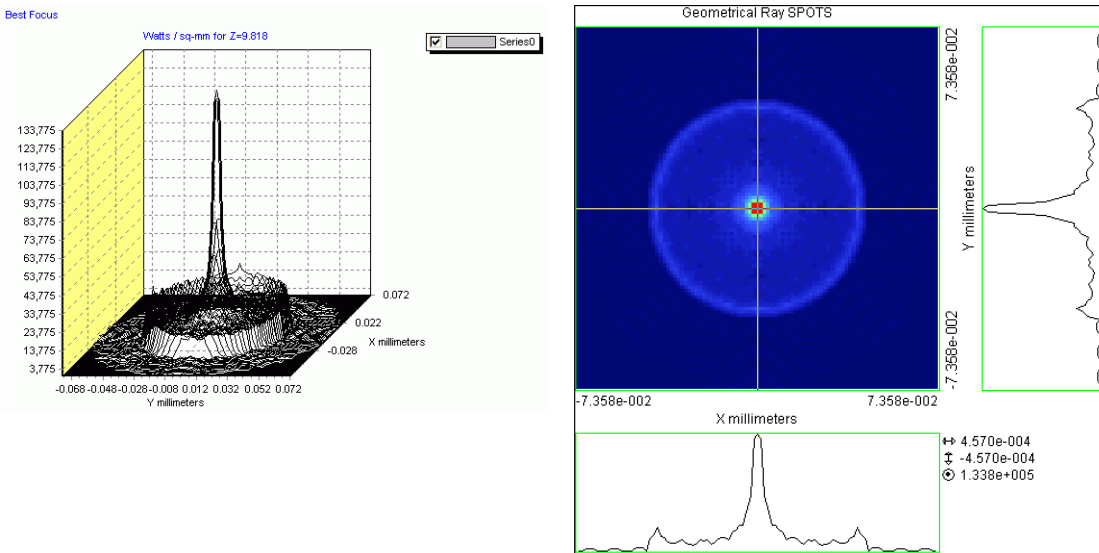 Best Focus
Watts / sq-mm for Z=9.818
Series0
133,775
123,775
113,775
103,775
93,775
83,775
73,775
63,775
53,775
43,775
33,775
23,775
13,775
3,775
0.072
0.022
-0.028
X millimeters
-0.068-0.048-0.028-0.008 0.012 0.032 0.052 0.072
Y millimeters
Geometrical Ray SPOTS
7.358e-002
Y millimeters
-7.358e-002
-7.358e-002 7.358e-002
X millimeters
4.570e-004
-4.570e-004
1.338e+005